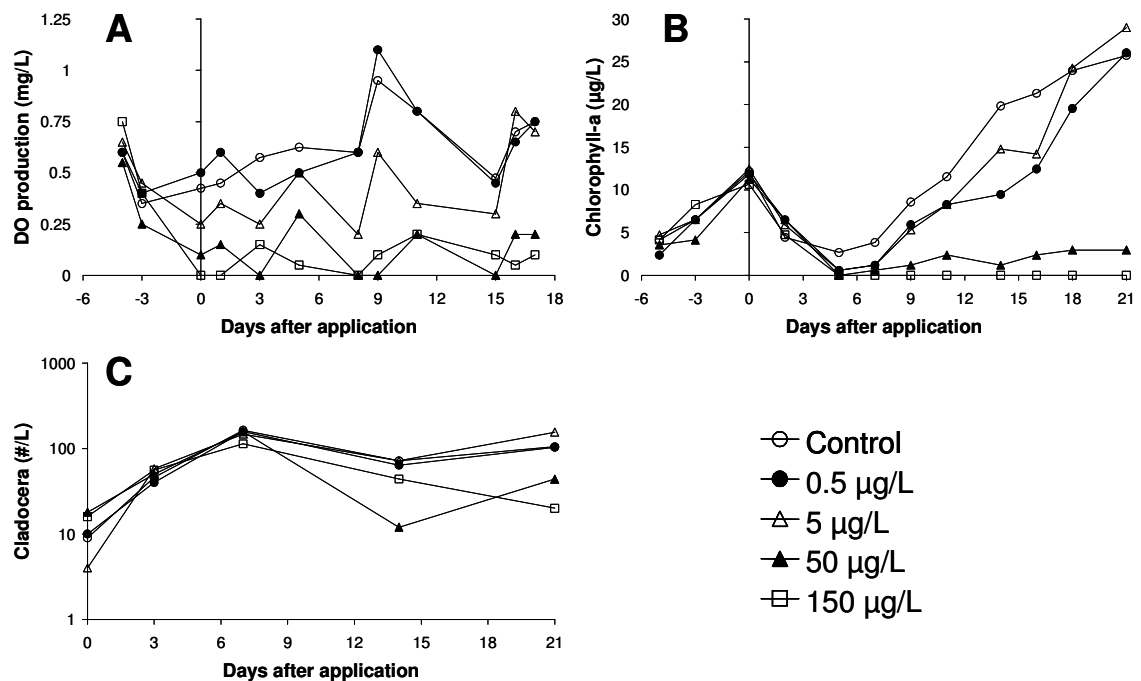 A
DO production (mg/L)
1.25
1
0.75
0.5
0.25
0
-6 -3 0 3 6 9 12 15 18
Days after application
B
Chlorophyll-a (µg/L)
30
25
20
15
10
5
0
-6 -3 0 3 6 9 12 15 18 21
Days after application
C
Cladocera (#/L)
1000
100
10
1
0 3 6 9 12 15 18 21
Days after application
Control
0.5 µg/L
5 µg/L
50 µg/L
150 µg/L